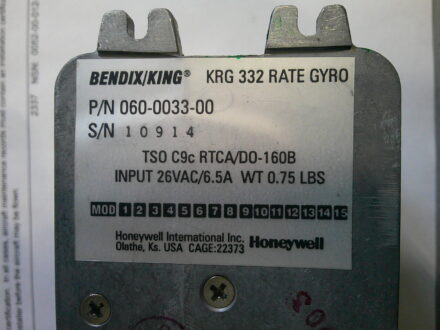 BENDIX/KING® KRG 332 RATE GYRO
P/N 060-0033-00
S/N 10914
TSO C9c RTCA/DO-160B
INPUT 26VAC/6.5A WT 0.75 LBS
MOD 1 2 3 4 5 6 7 8 9 10 11 12 13 14 15
Honeywell International Inc.
Olathe, Ks. USA CAGE:22373
Honeywell